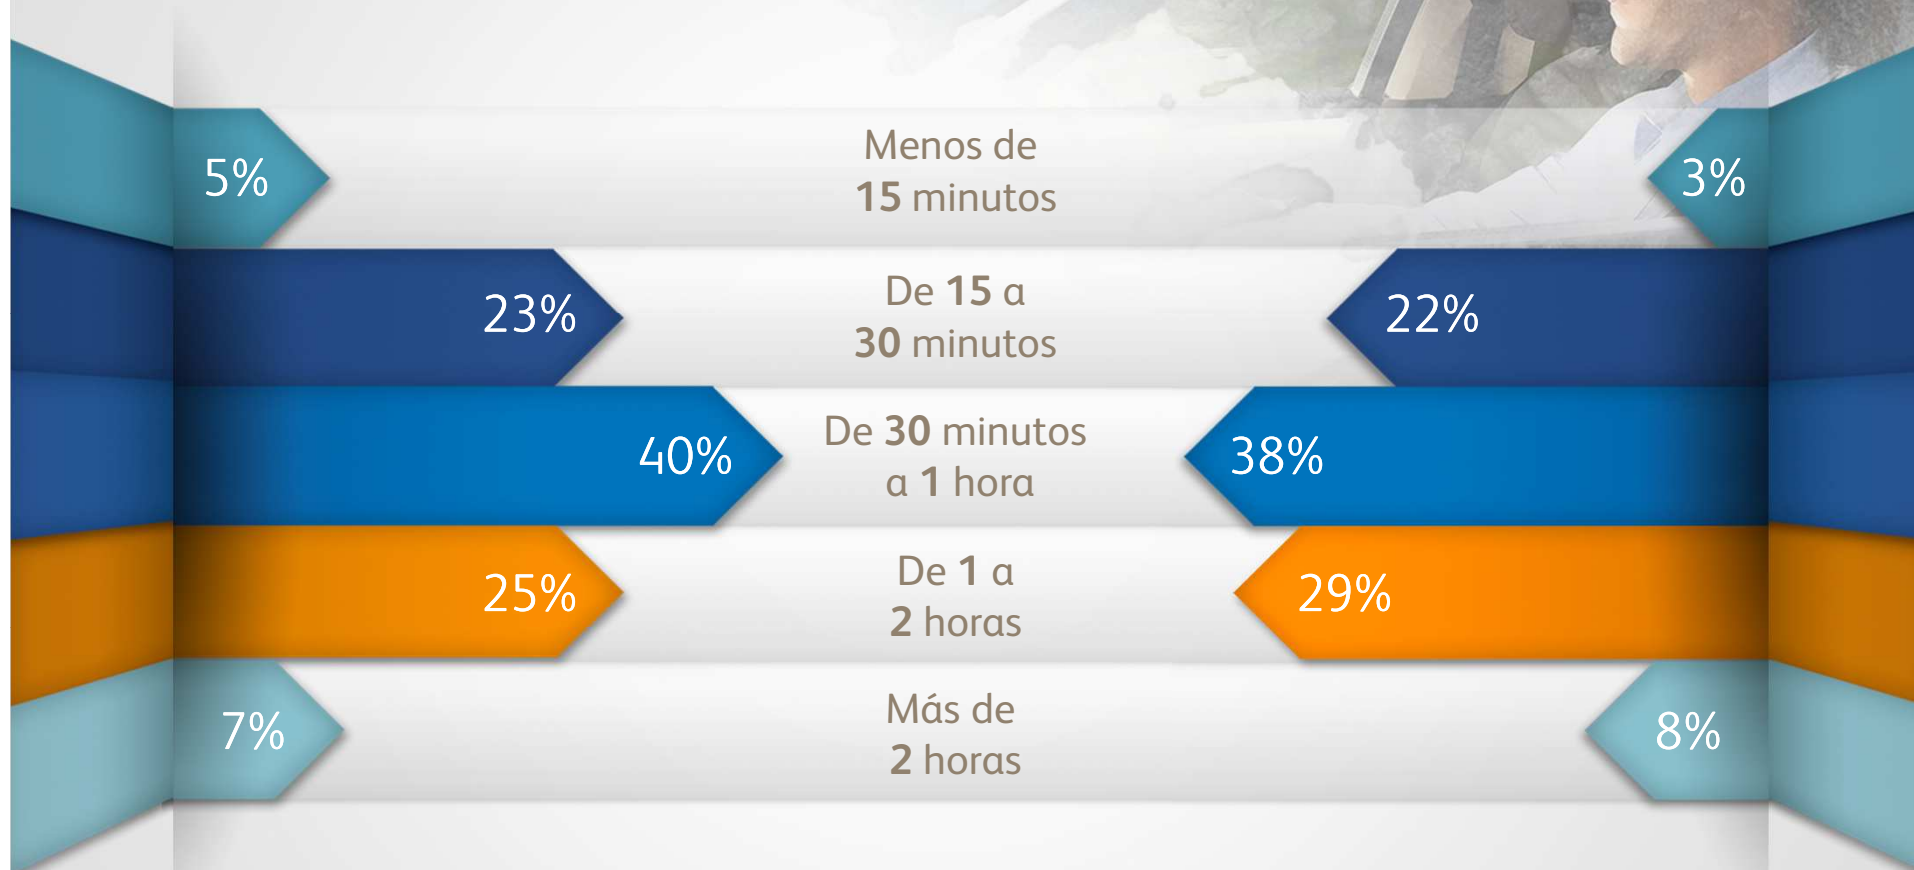 5%
Menos de
15 minutos
3%
23%
De 15 a
30 minutos
22%
40%
De 30 minutos
a 1 hora
38%
25%
De 1 a
2 horas
29%
7%
Más de
2 horas
8%